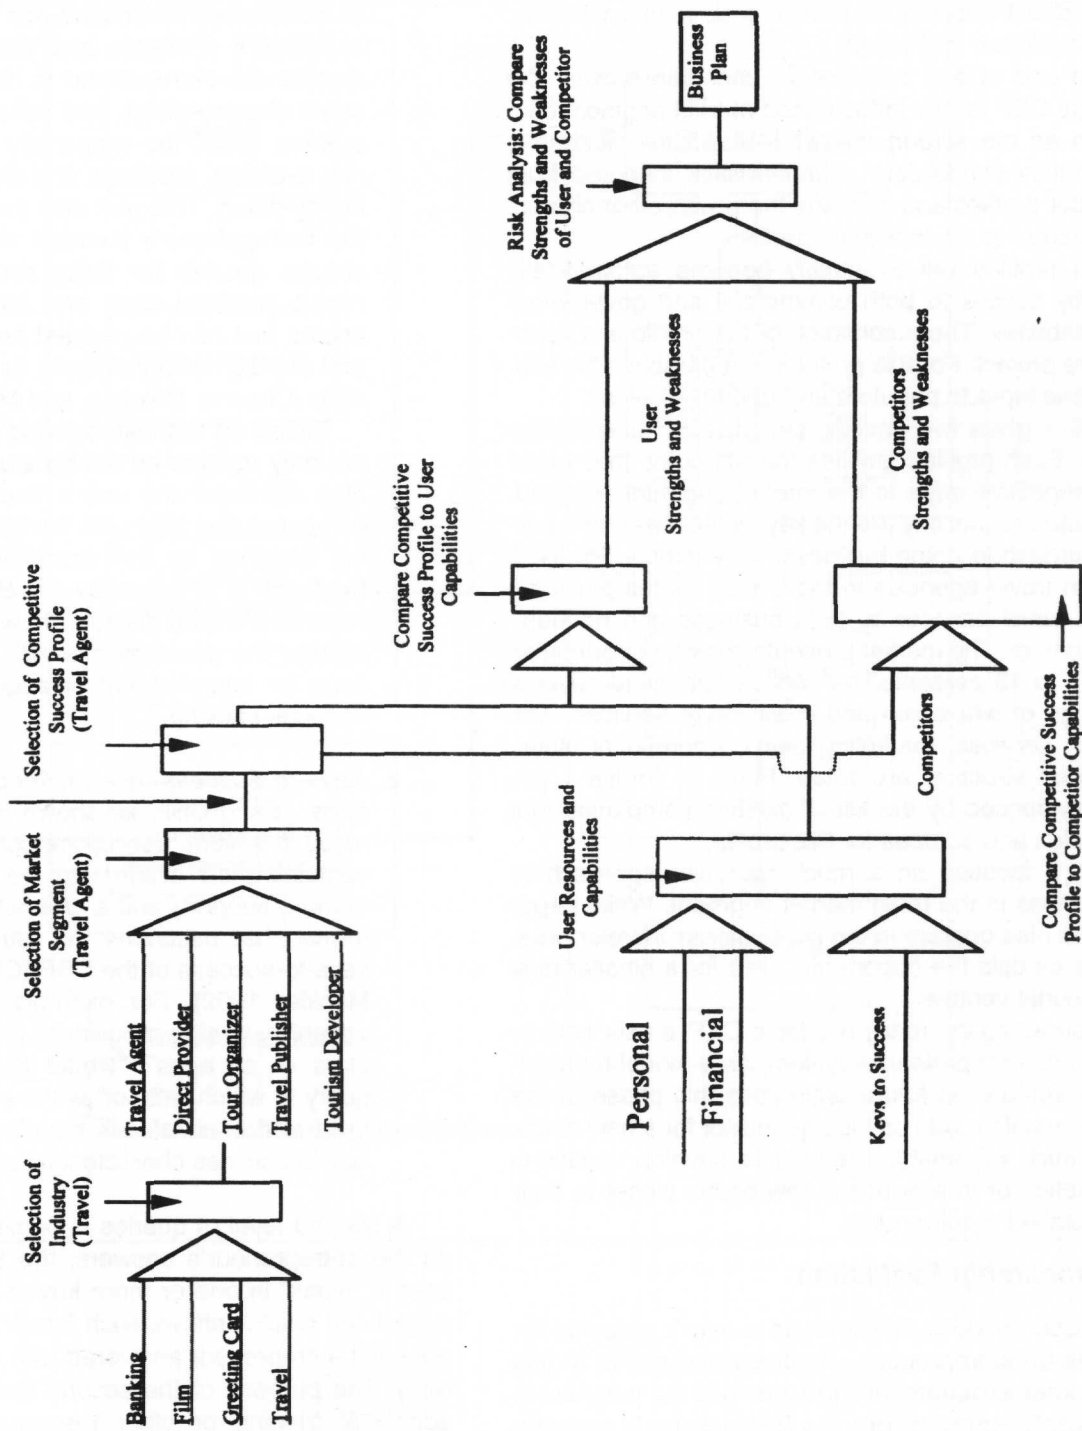 Selection of
Industry
(Travel)
Banking
Film
Greeting Card
Travel
Selection of Market
Segment
(Travel Agent)
Travel Agent
Direct Provider
Tour Organizer
Travel Publisher
Tourism Developer
Selection of Competitive
Success Profile
(Travel Agent)
User Resources and
Capabilities
Personal
Financial
Keys to Success
Compare Competitive
Success Profile to User
Capabilities
Competitors
Compare Competitive Success
Profile to Competitor Capabilities
User
Strengths and Weaknesses
Competitors
Strengths and Weaknesses
Risk Analysis: Compare
Strengths and Weaknesses
of User and Competitor
Business
Plan